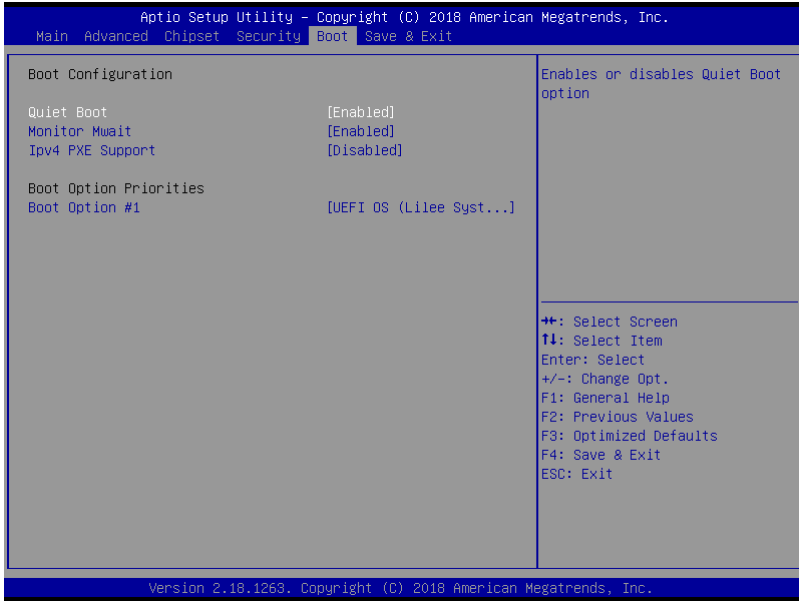 Aptio Setup Utility – Copyright (C) 2018 American Megatrends, Inc.
Main Advanced Chipset Security Boot Save & Exit
Boot Configuration
Quiet Boot [Enabled]
Monitor Mwait [Enabled]
Ipv4 PXE Support [Disabled]
Boot Option Priorities
Boot Option #1 [UEFI OS (Lilee Syst...]
Enables or disables Quiet Boot
option
→←: Select Screen
↑↓: Select Item
Enter: Select
+/-: Change Opt.
F1: General Help
F2: Previous Values
F3: Optimized Defaults
F4: Save & Exit
ESC: Exit
Version 2.18.1263. Copyright (C) 2018 American Megatrends, Inc.